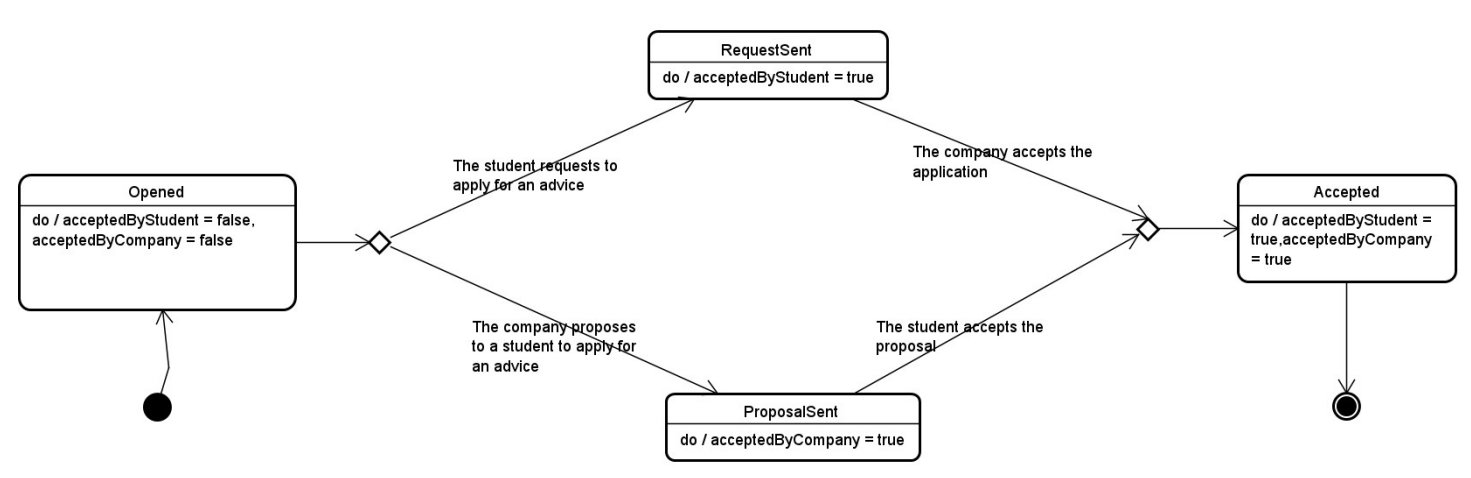 RequestSent
do / acceptedByStudent = true
The student requests to
apply for an advice
The company accepts the
application
Opened
do / acceptedByStudent = false,
acceptedByCompany = false
Accepted
do / acceptedByStudent =
true,acceptedByCompany
= true
The company proposes
to a student to apply for
an advice
The student accepts the
proposal
ProposalSent
do / acceptedByCompany = true